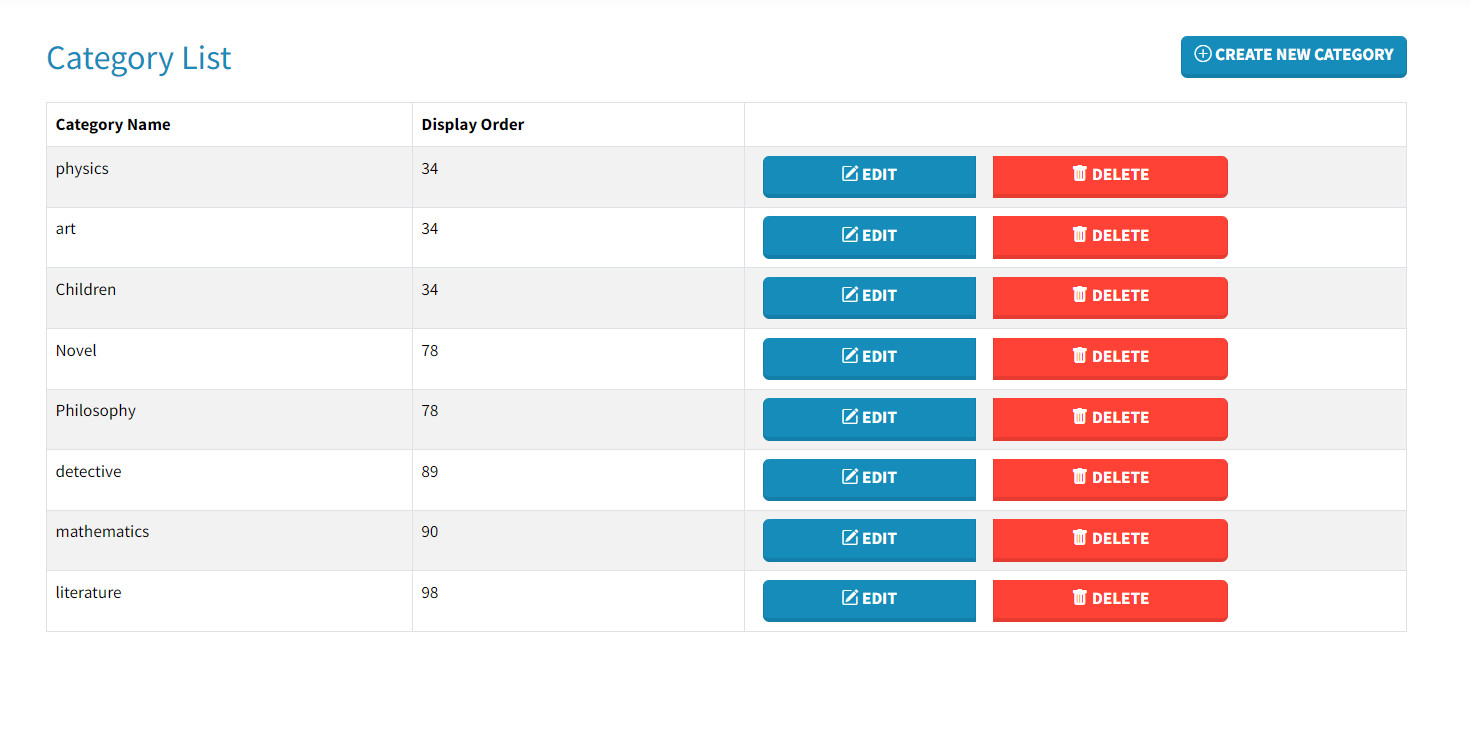 Category List
CREATE NEW CATEGORY
Category Name Display Order
physics 34 EDIT DELETE
art 34 EDIT DELETE
Children 34 EDIT DELETE
Novel 78 EDIT DELETE
Philosophy 78 EDIT DELETE
detective 89 EDIT DELETE
mathematics 90 EDIT DELETE
literature 98 EDIT DELETE